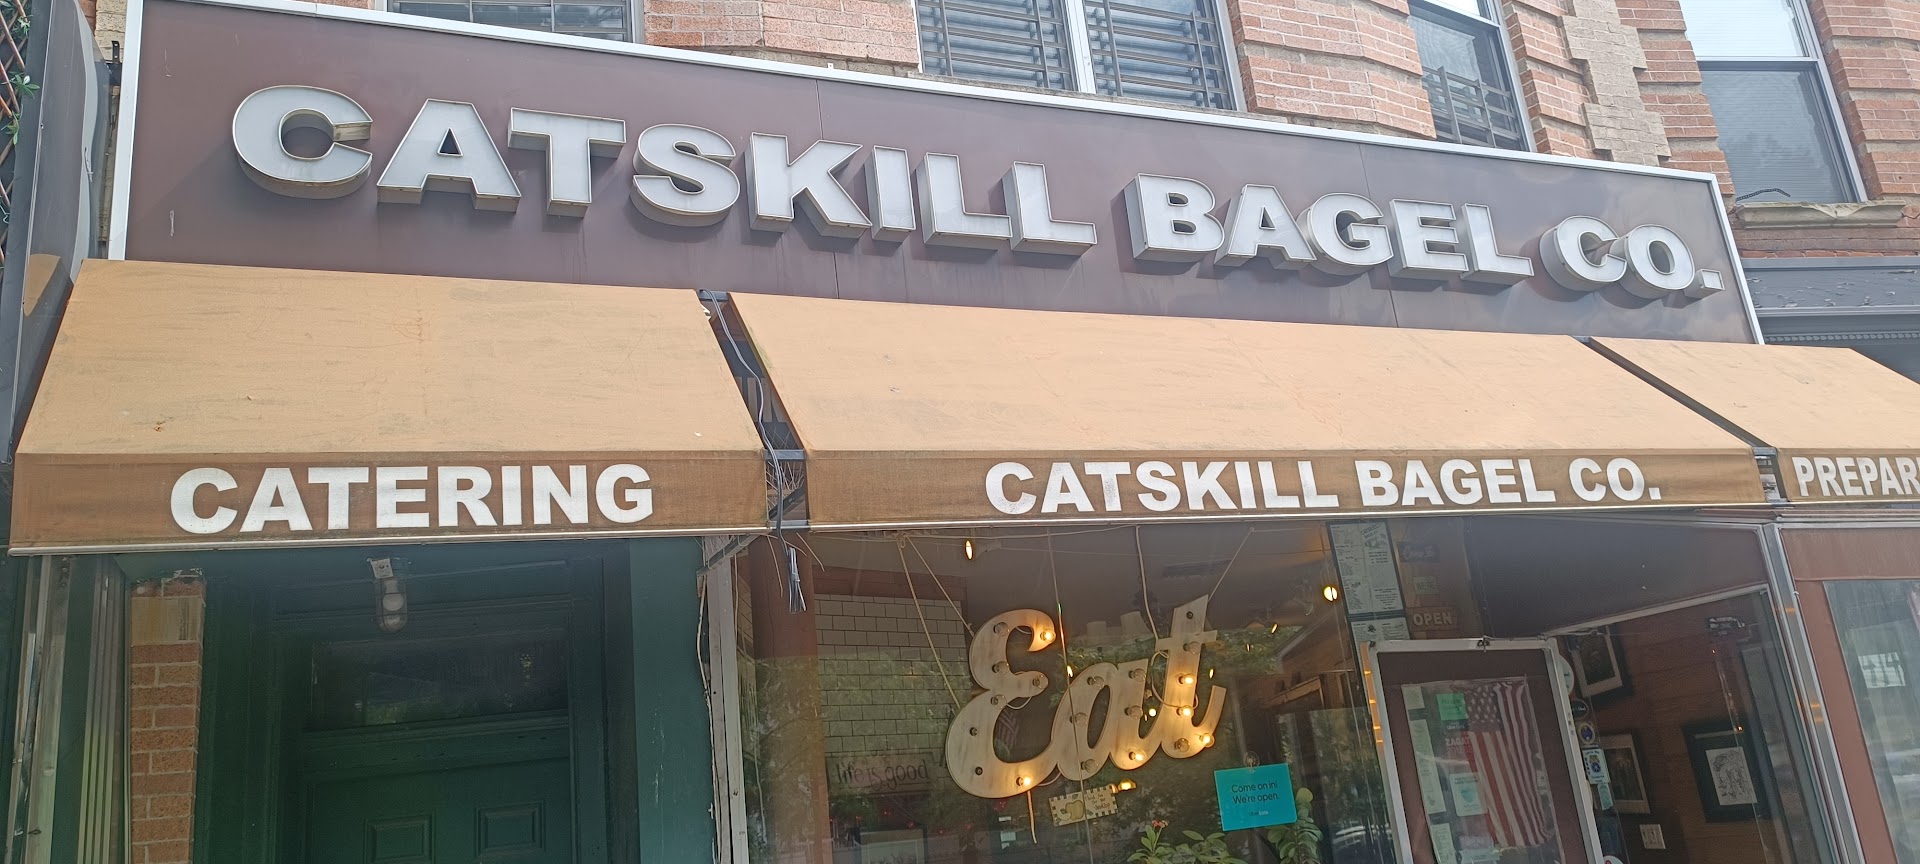 CATSKILL BAGEL CO.
CATERING
CATSKILL BAGEL CO.
PREPAR
OPEN
Eat
ZAGAT
life is good
Come on in!
We're open.